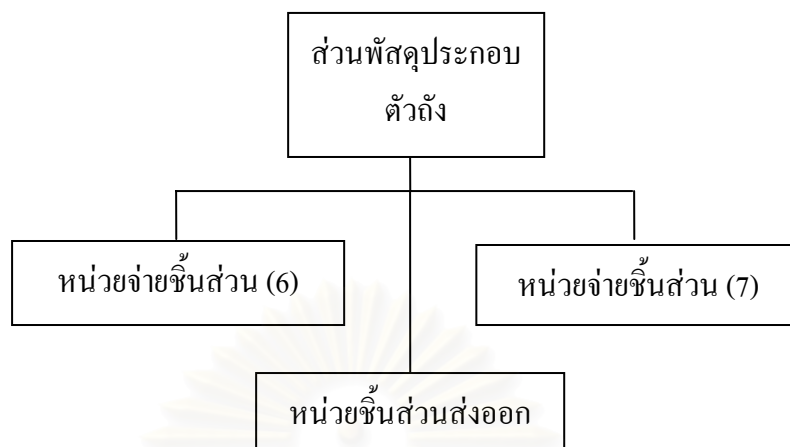 ส่วนพัสดุประกอบ
ตัวถัง
หน่วยจ่ายชิ้นส่วน (6)
หน่วยจ่ายชิ้นส่วน (7)
หน่วยชิ้นส่วนส่งออก